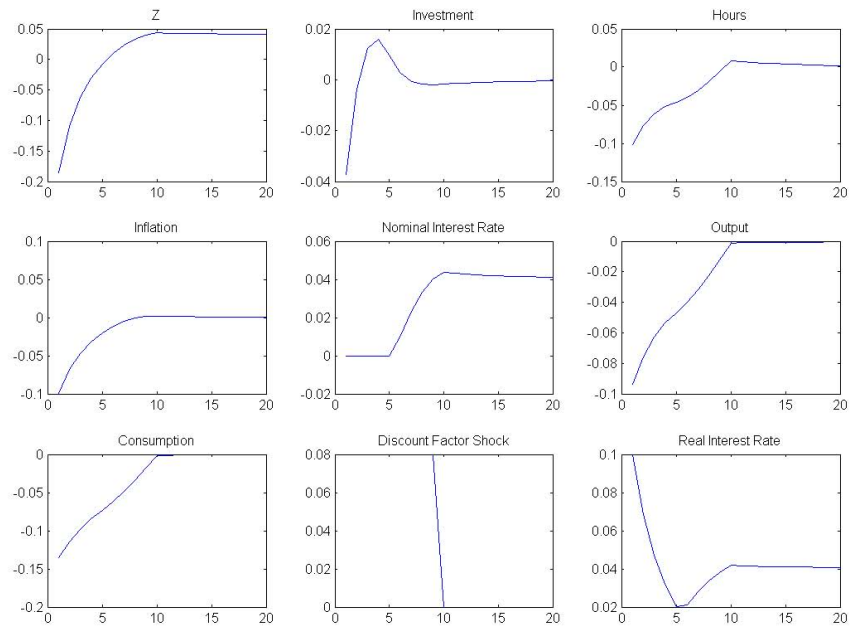 Z
0.05
0
-0.05
-0.1
-0.15
-0.2
0 5 10 15 20
Investment
0.02
0
-0.02
-0.04
0 5 10 15 20
Hours
0.05
0
-0.05
-0.1
-0.15
0 5 10 15 20
Inflation
0.1
0.05
0
-0.05
-0.1
0 5 10 15 20
Nominal Interest Rate
0.06
0.04
0.02
0
-0.02
0 5 10 15 20
Output
0
-0.02
-0.04
-0.06
-0.08
-0.1
0 5 10 15 20
Consumption
0
-0.05
-0.1
-0.15
-0.2
0 5 10 15 20
Discount Factor Shock
0.08
0.06
0.04
0.02
0
0 5 10 15 20
Real Interest Rate
0.1
0.08
0.06
0.04
0.02
0 5 10 15 20